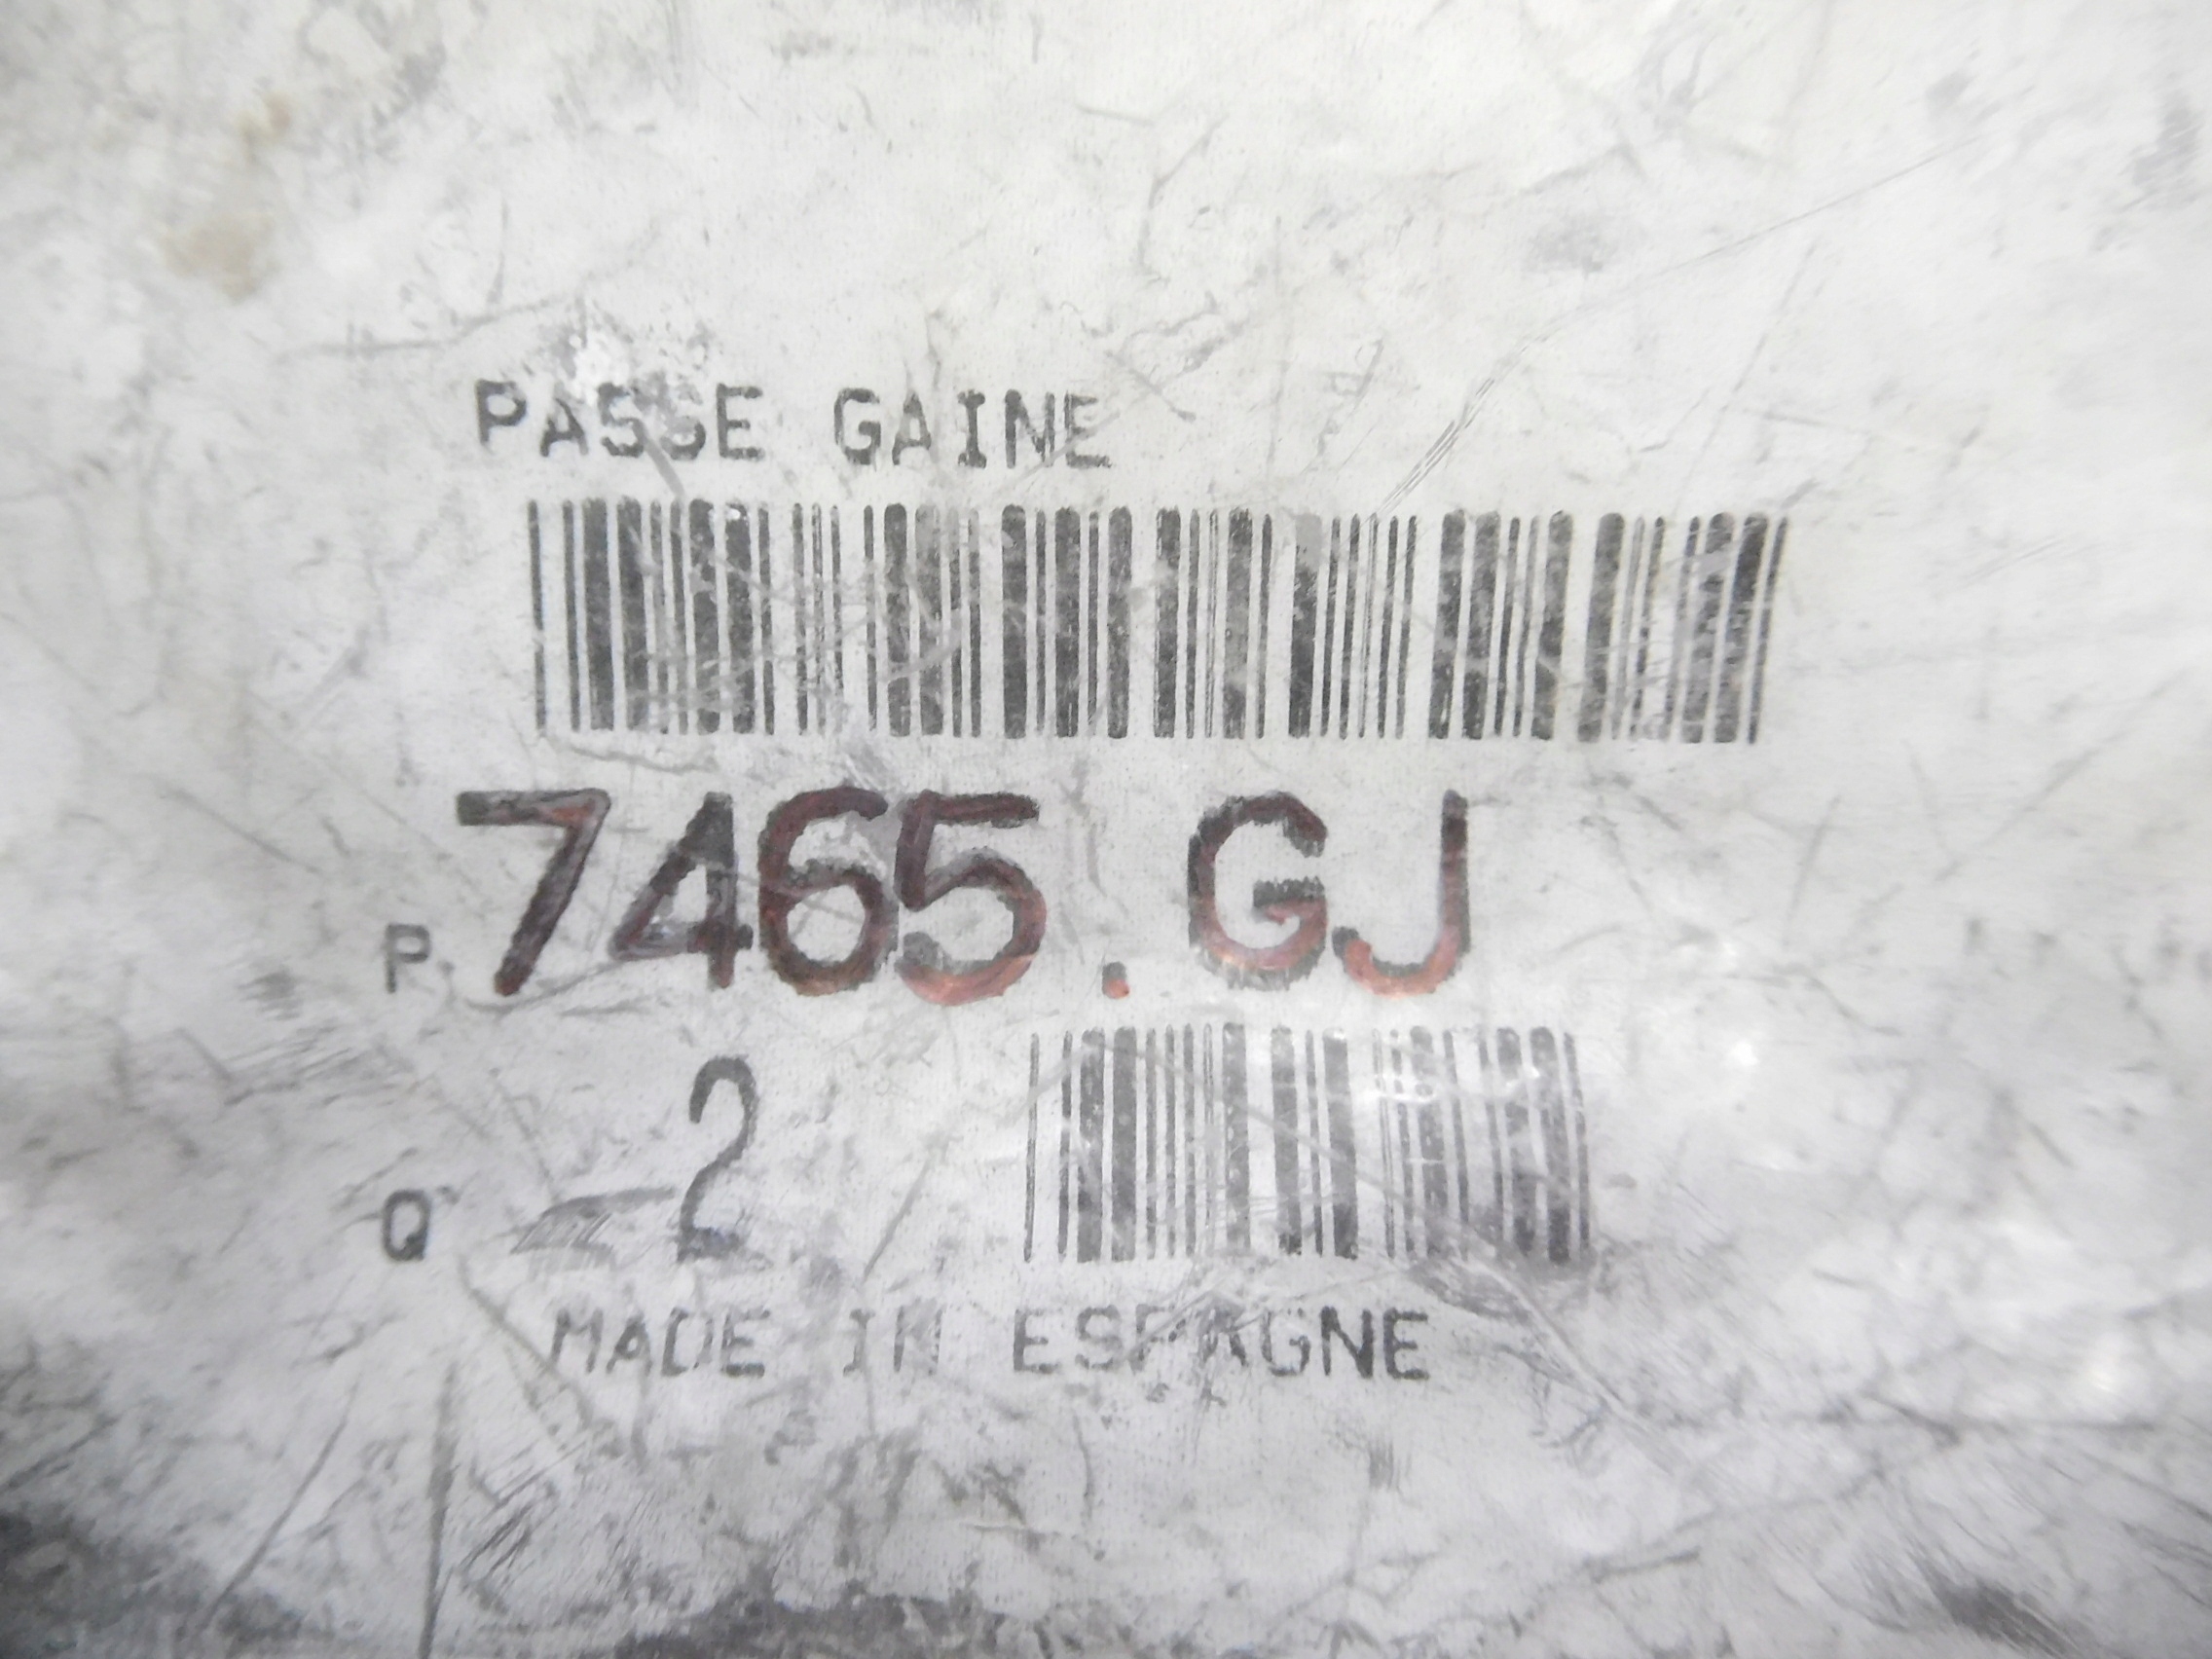 PASSE GAINE
P 7465.GJ
Q 2
MADE IN ESPAGNE